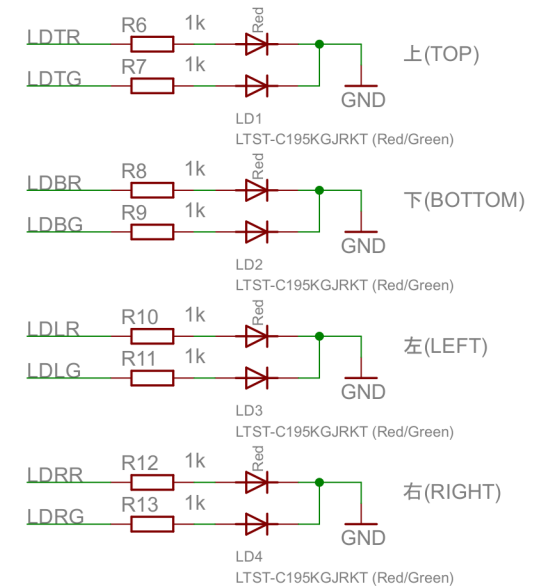 LDTR R6 1k Red
上(TOP)
LDTG R7 1k
GND
LD1
LTST-C195KGJRKT (Red/Green)
LDBR R8 1k Red
下(BOTTOM)
LDBG R9 1k
GND
LD2
LTST-C195KGJRKT (Red/Green)
LDLR R10 1k Red
左(LEFT)
LDLG R11 1k
GND
LD3
LTST-C195KGJRKT (Red/Green)
LDRR R12 1k Red
右(RIGHT)
LDRG R13 1k
GND
LD4
LTST-C195KGJRKT (Red/Green)